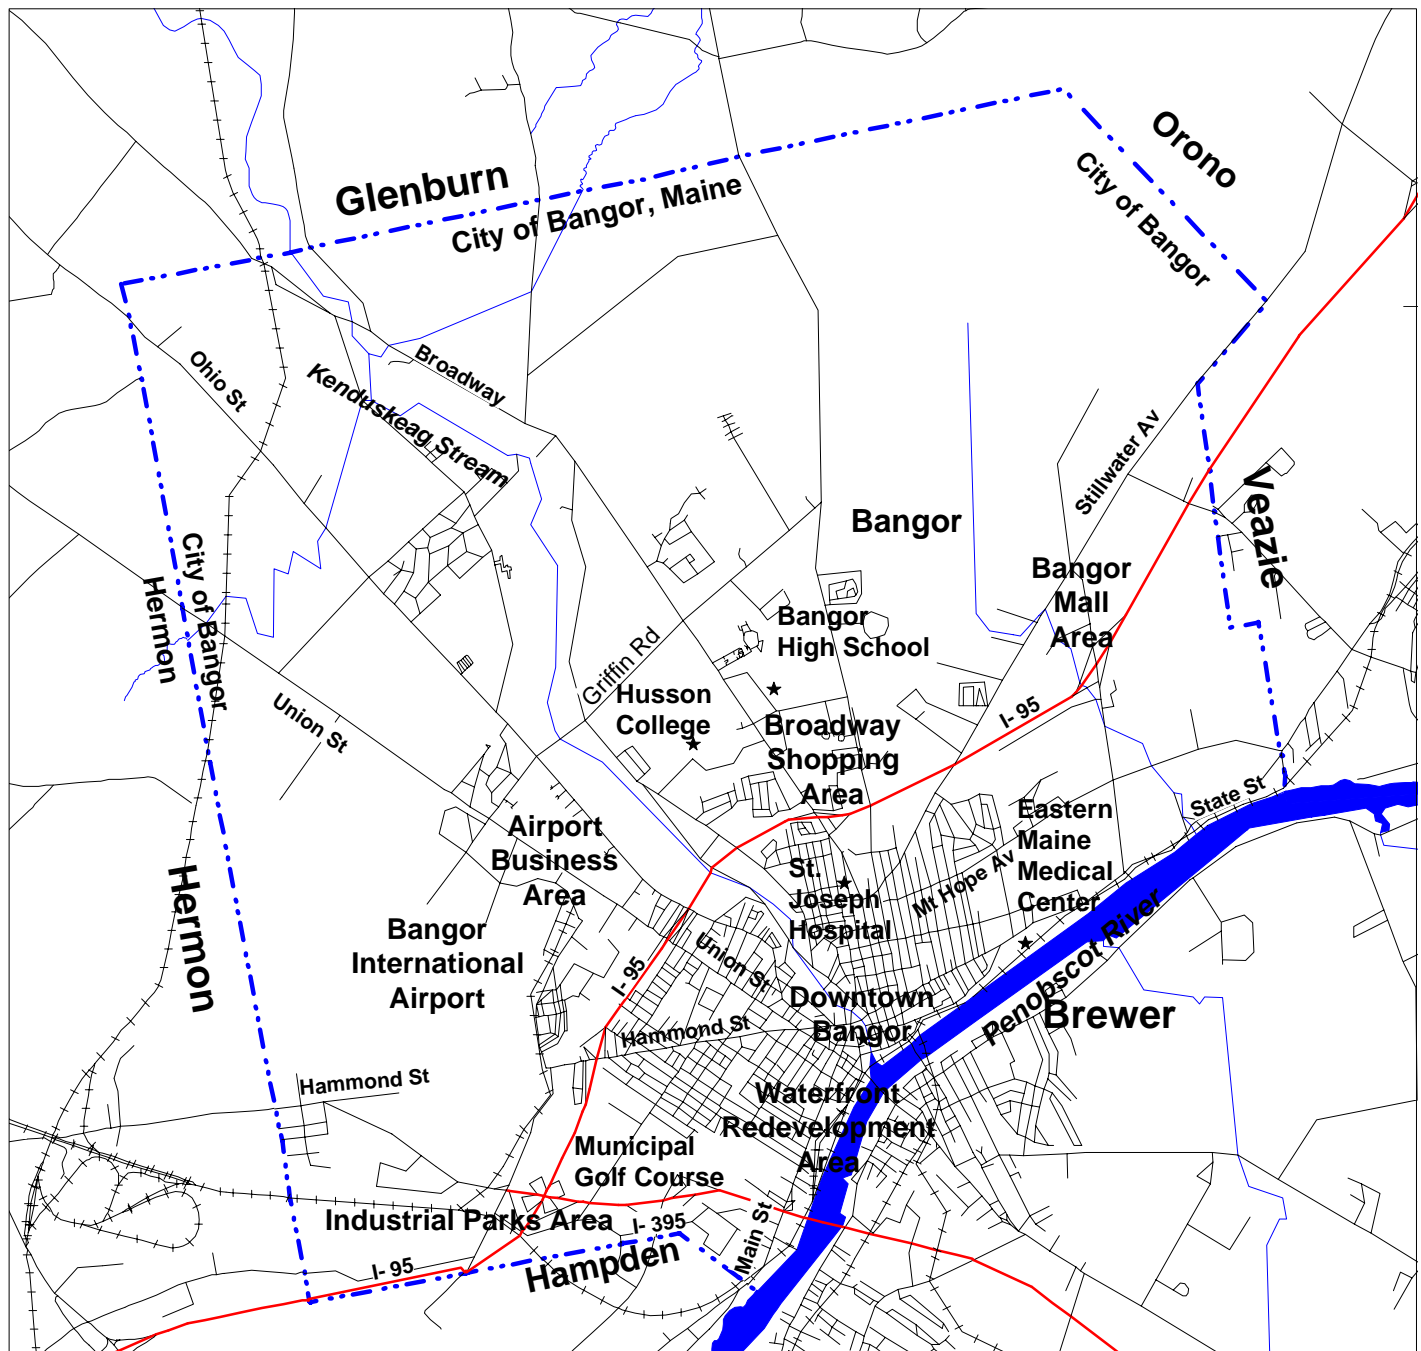 Orono
Glenburn
City of Bangor, Maine
City of Bangor
Ohio St
Broadway
Kenduskeag Stream
Stillwater Av
Veazie
Bangor
City of Bangor
Hermon
Bangor
Mall
Area
Bangor
High School
Griffin Rd
Husson
College
Union St
I- 95
Broadway
Shopping
Area
State St
Airport
Business
Area
Eastern
Maine
Medical
Center
St.
Joseph
Hospital
Mt Hope Av
Hermon
Bangor
International
Airport
I- 95
Union St
Penobscot River
Downtown
Bangor
Brewer
Hammond St
Hammond St
Waterfront
Redevelopment
Area
Municipal
Golf Course
Industrial Parks Area
I- 395
Main St
I- 95
Hampden